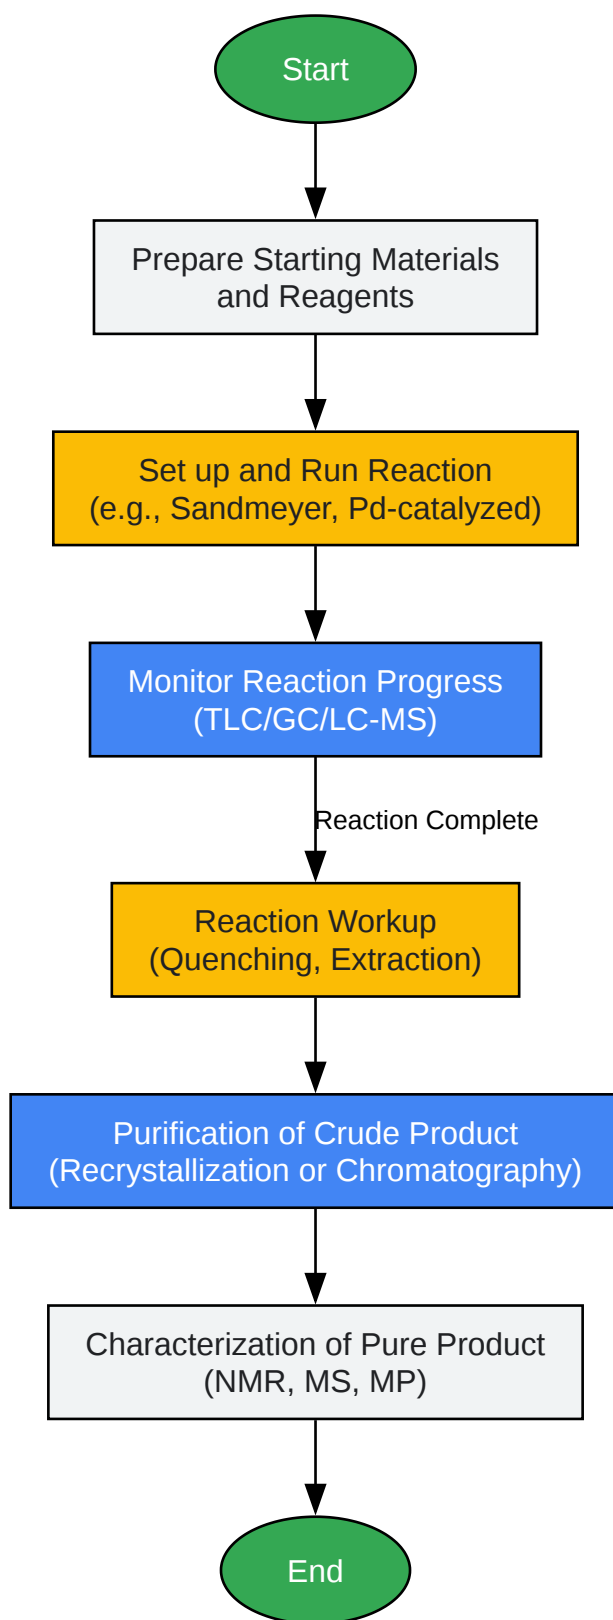 Start
Prepare Starting Materials
and Reagents
Set up and Run Reaction
(e.g., Sandmeyer, Pd-catalyzed)
Monitor Reaction Progress
(TLC/GC/LC-MS)
Reaction Complete
Reaction Workup
(Quenching, Extraction)
Purification of Crude Product
(Recrystallization or Chromatography)
Characterization of Pure Product
(NMR, MS, MP)
End